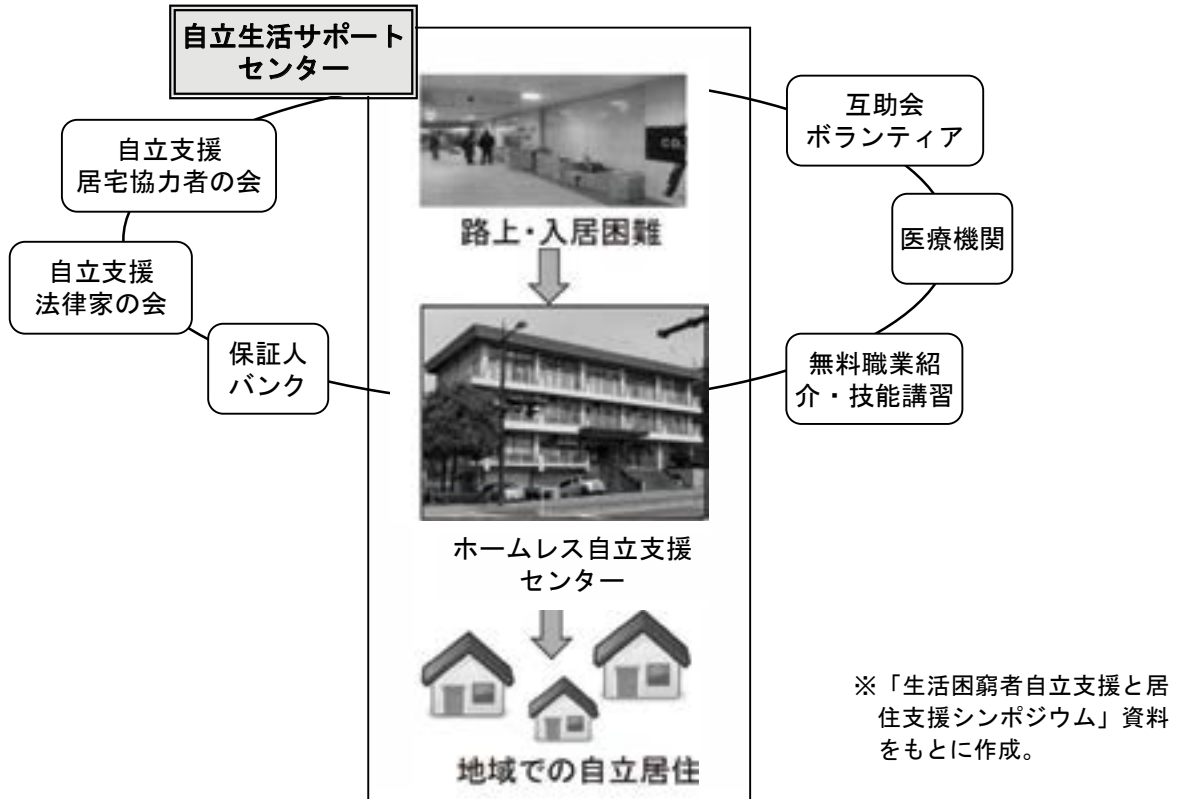 自立生活サポート
センター
自立支援
居宅協力者の会
自立支援
法律家の会
保証人
バンク
互助会
ボランティア
医療機関
無料職業紹
介・技能講習
CO.
路上・入居困難
ホームレス自立支援
センター
地域での自立居住
※「生活困窮者自立支援と居
住支援シンポジウム」資料
をもとに作成。